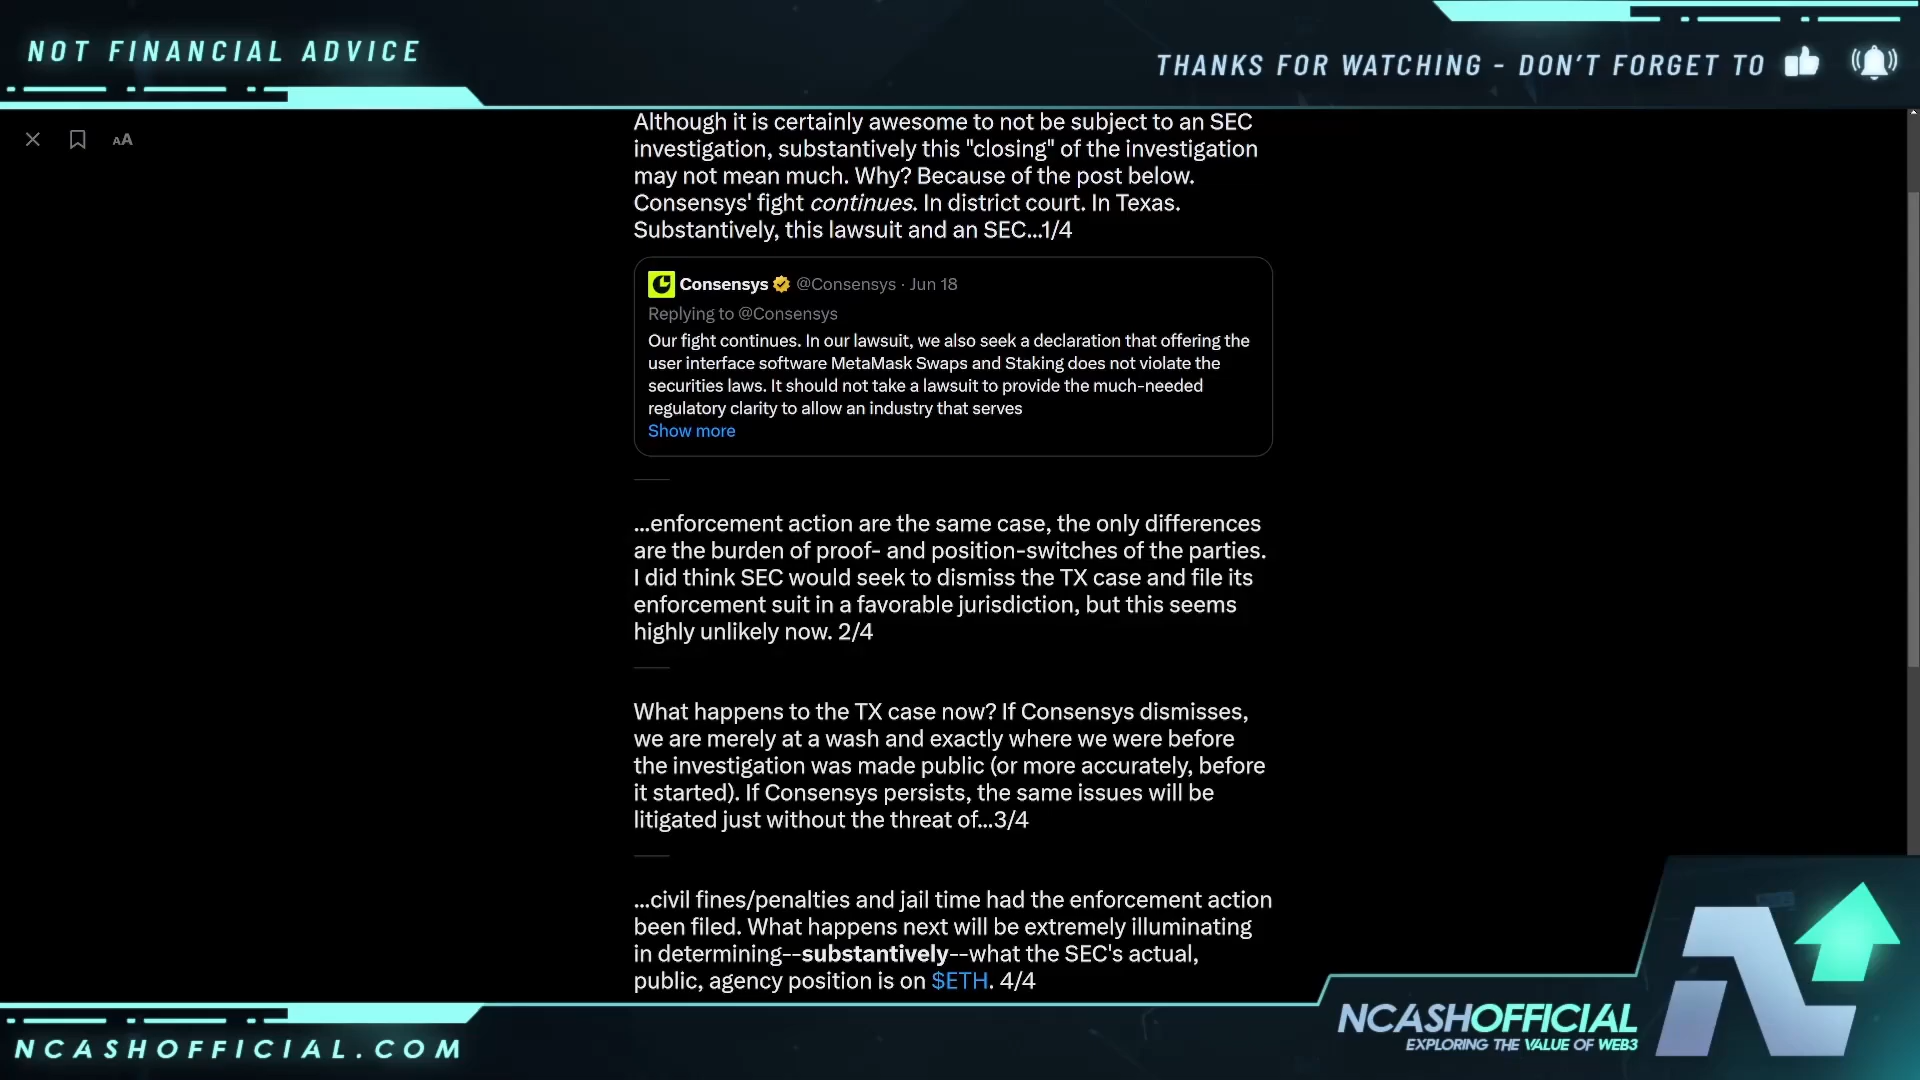 NOT FINANCIAL ADVICE
THANKS FOR WATCHING - DON'T FORGET TO
AA
Although it is certainly awesome to not be subject to an SEC
investigation, substantively this "closing" of the investigation
may not mean much. Why? Because of the post below.
Consensys' fight continues. In district court. In Texas.
Substantively, this lawsuit and an SEC...1/4
Consensys @Consensys · Jun 18
Replying to @Consensys
Our fight continues. In our lawsuit, we also seek a declaration that offering the
user interface software MetaMask Swaps and Staking does not violate the
securities laws. It should not take a lawsuit to provide the much-needed
regulatory clarity to allow an industry that serves
Show more
...enforcement action are the same case, the only differences
are the burden of proof- and position-switches of the parties.
I did think SEC would seek to dismiss the TX case and file its
enforcement suit in a favorable jurisdiction, but this seems
highly unlikely now. 2/4
What happens to the TX case now? If Consensys dismisses,
we are merely at a wash and exactly where we were before
the investigation was made public (or more accurately, before
it started). If Consensys persists, the same issues will be
litigated just without the threat of...3/4
...civil fines/penalties and jail time had the enforcement action
been filed. What happens next will be extremely illuminating
in determining--substantively--what the SEC's actual,
public, agency position is on $ETH. 4/4
NCASHOFFICIAL
EXPLORING THE VALUE OF WEB3
NCASHOFFICIAL.COM